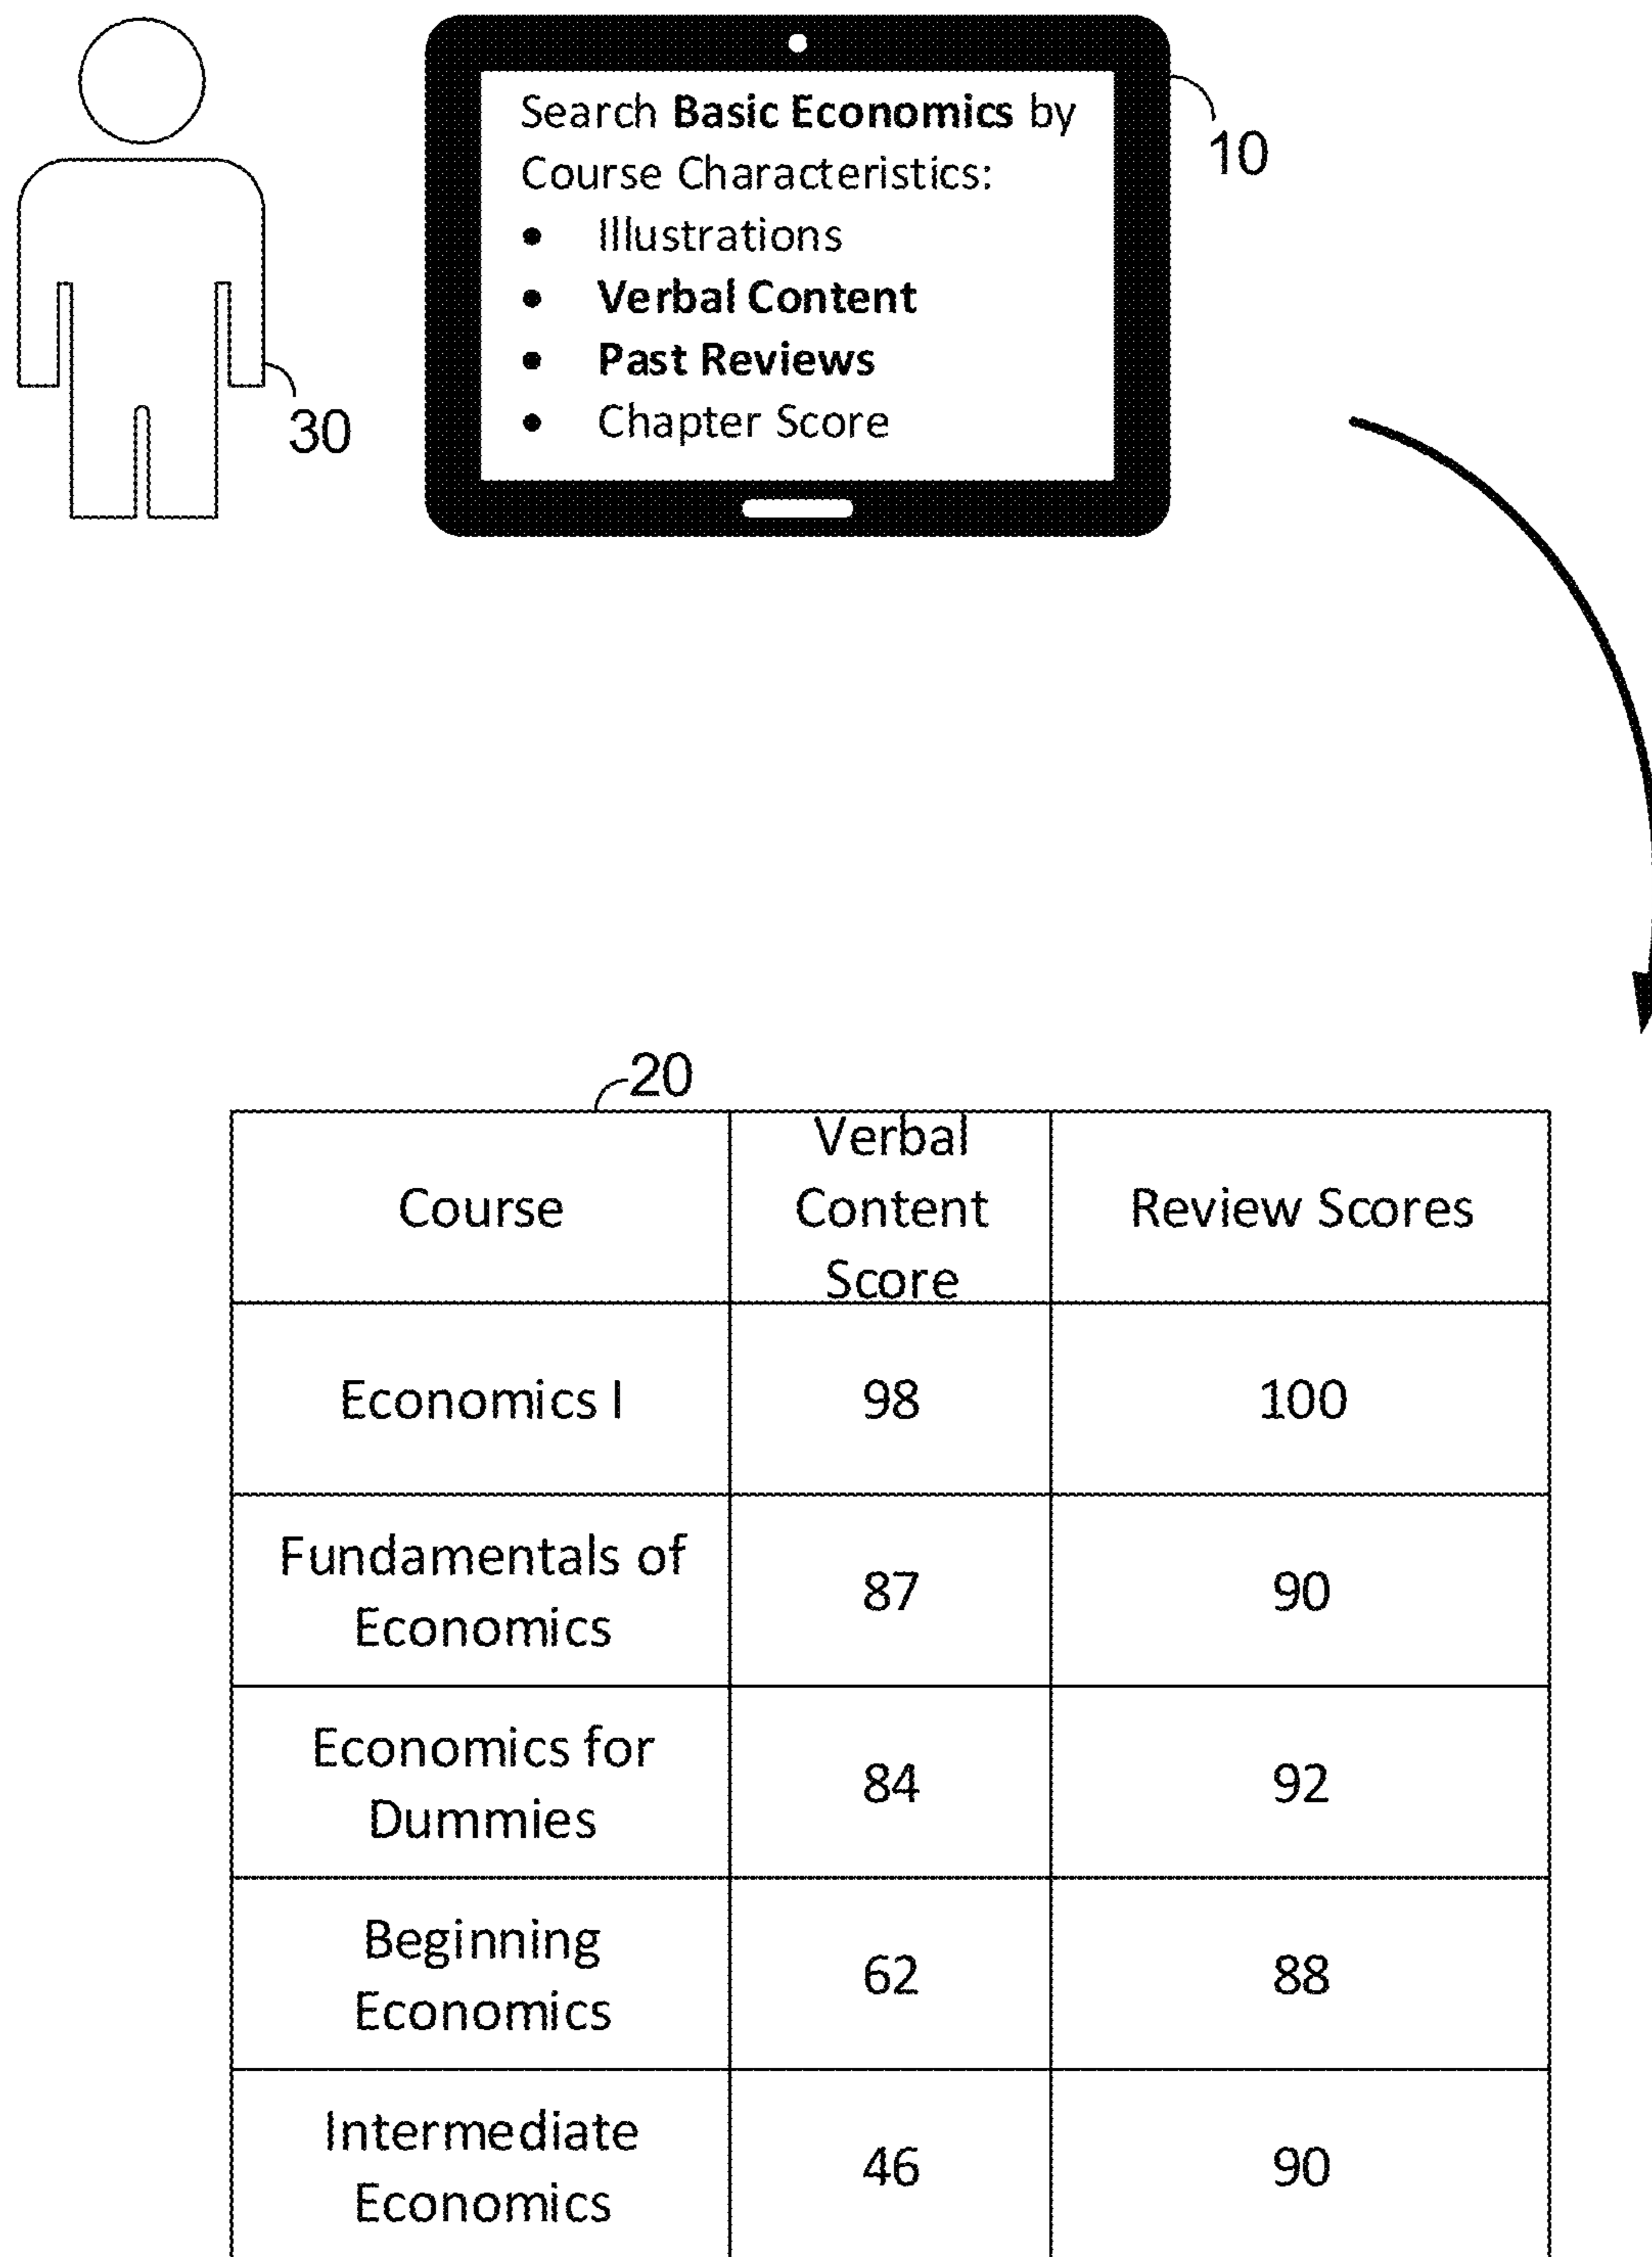 Search Basic Economics by
Course Characteristics:
• Illustrations
• Verbal Content
• Past Reviews
• Chapter Score
10
30
20
Course
Verbal
Content
Score
Review Scores
Economics I
98
100
Fundamentals of
Economics
87
90
Economics for
Dummies
84
92
Beginning
Economics
62
88
Intermediate
Economics
46
90